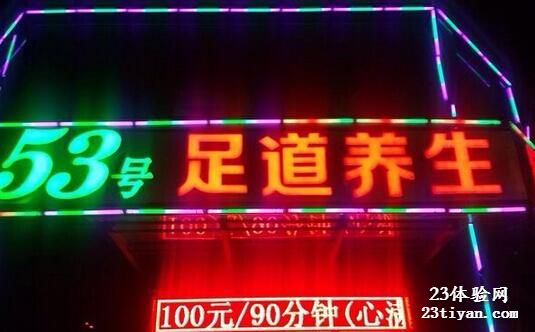 53号 足道养生
100元/90分钟(心
23体验网
23tiyan.com